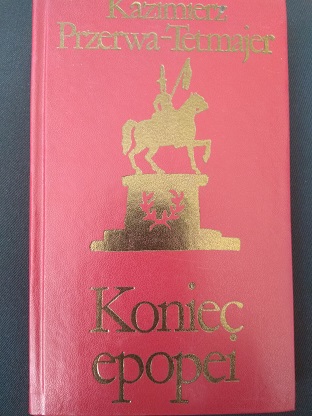 Kazimierz
Przerwa-Tetmajer
Koniec
epopei